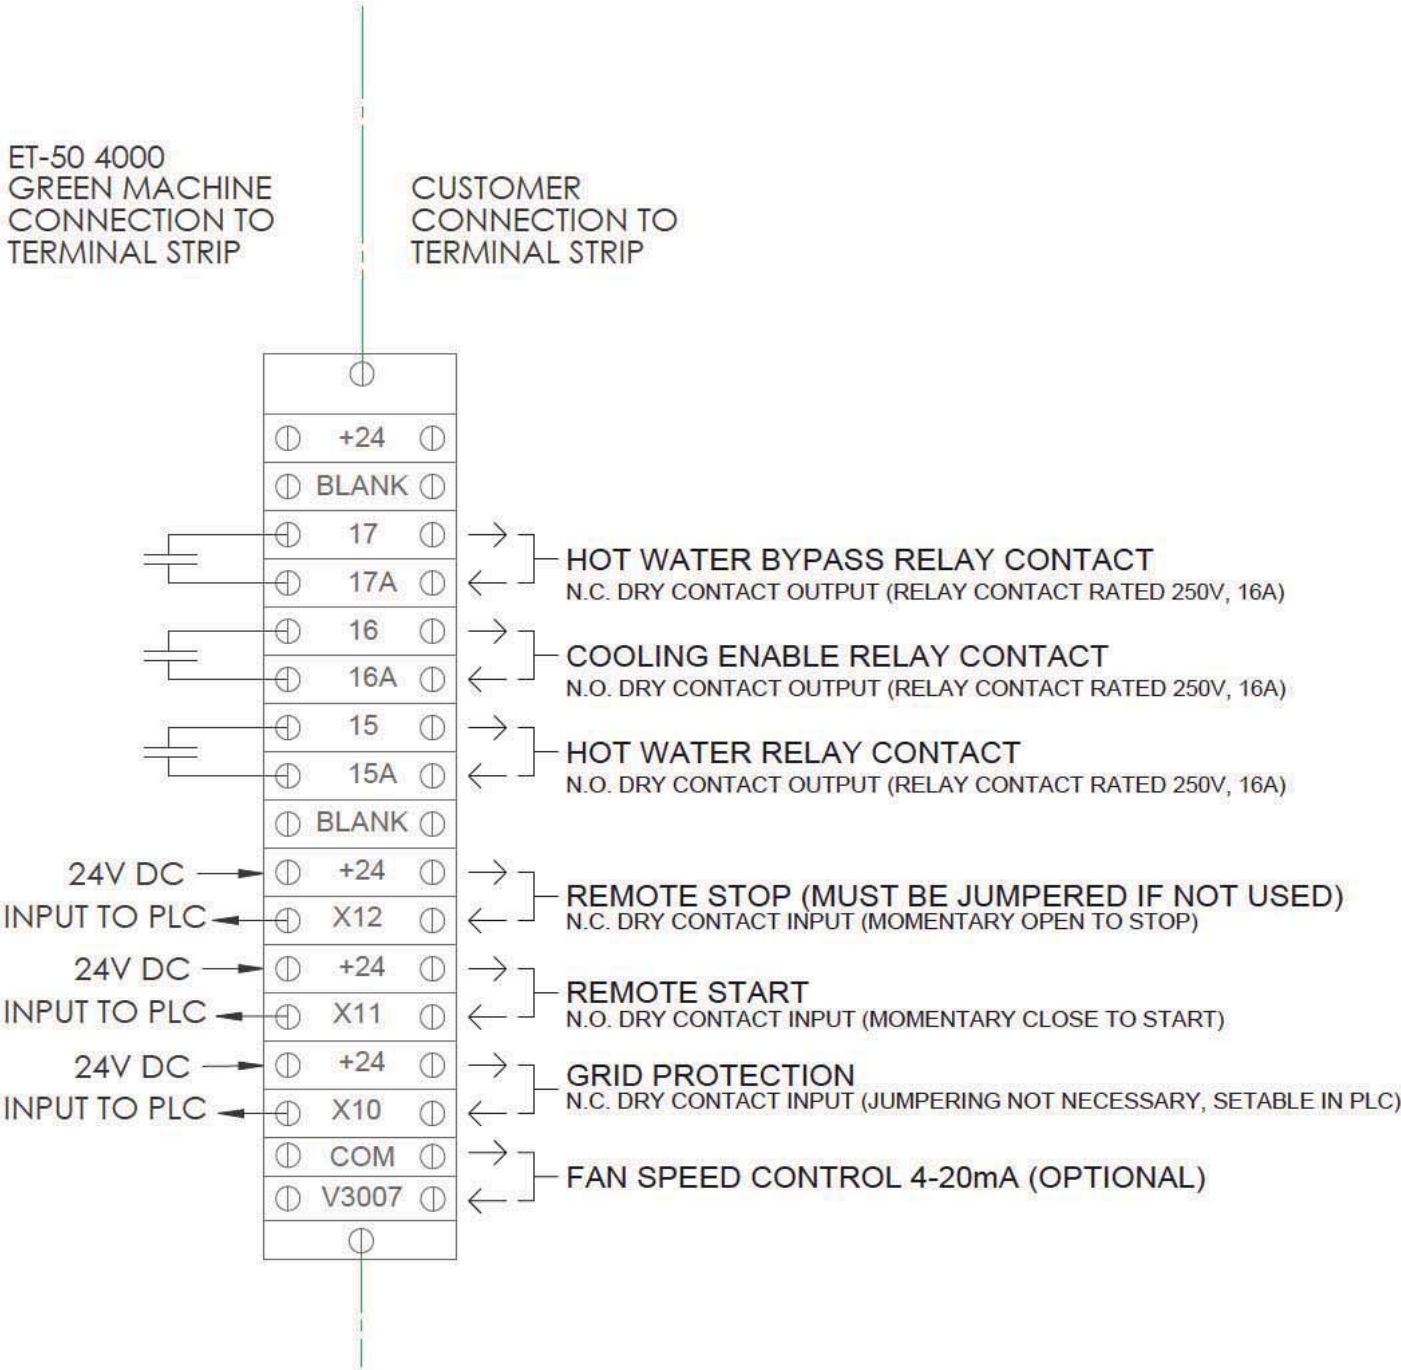 ET-50 4000
GREEN MACHINE
CONNECTION TO
TERMINAL STRIP
CUSTOMER
CONNECTION TO
TERMINAL STRIP
+24
BLANK
17
17A
HOT WATER BYPASS RELAY CONTACT
N.C. DRY CONTACT OUTPUT (RELAY CONTACT RATED 250V, 16A)
16
16A
COOLING ENABLE RELAY CONTACT
N.O. DRY CONTACT OUTPUT (RELAY CONTACT RATED 250V, 16A)
15
15A
HOT WATER RELAY CONTACT
N.O. DRY CONTACT OUTPUT (RELAY CONTACT RATED 250V, 16A)
BLANK
24V DC
+24
INPUT TO PLC
X12
REMOTE STOP (MUST BE JUMPERED IF NOT USED)
N.C. DRY CONTACT INPUT (MOMENTARY OPEN TO STOP)
24V DC
+24
INPUT TO PLC
X11
REMOTE START
N.O. DRY CONTACT INPUT (MOMENTARY CLOSE TO START)
24V DC
+24
INPUT TO PLC
X10
GRID PROTECTION
N.C. DRY CONTACT INPUT (JUMPERING NOT NECESSARY, SETABLE IN PLC)
COM
V3007
FAN SPEED CONTROL 4-20mA (OPTIONAL)